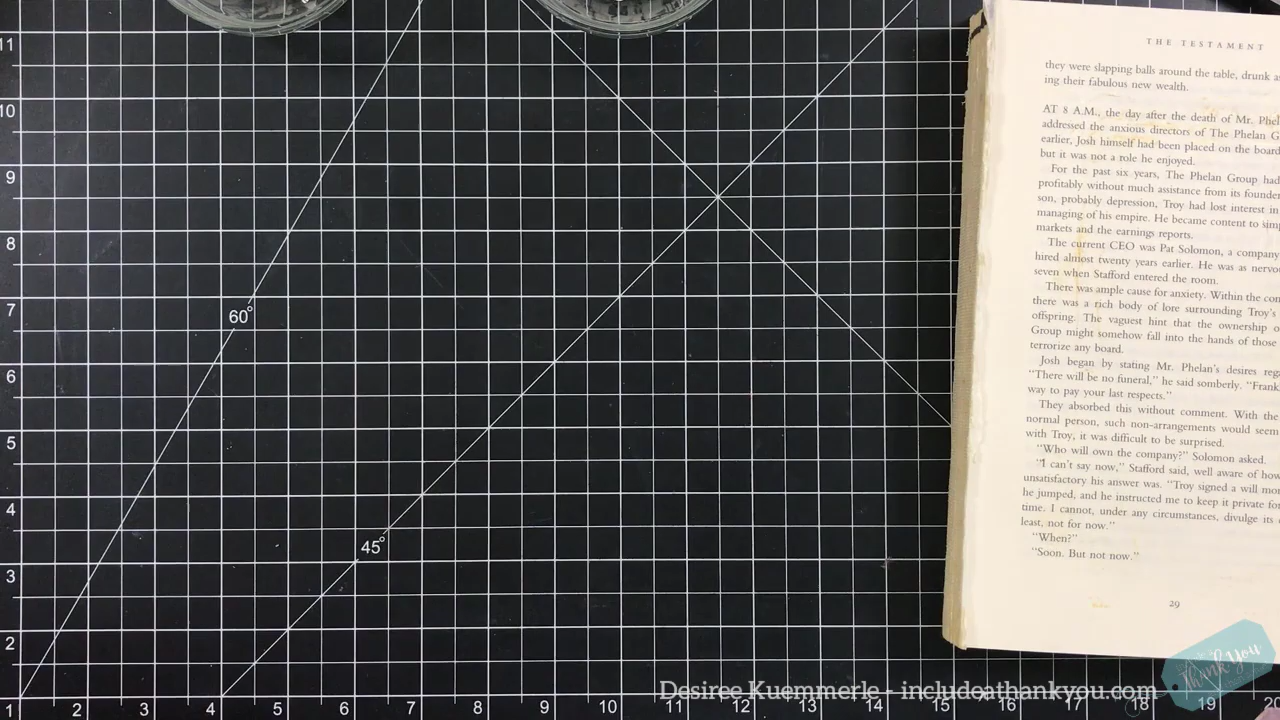 THE TESTAMENT
they were slapping balls around the table, drunk
ing their fabulous new wealth.
AT 8 A.M., the day after the death of Mr.
addressed the anxious directors of The Phelan
earlier, Josh himself had been placed on the board
but it was not a role he enjoyed.
For the past six years, The Phelan Group had
profitably without much assistance from its founder
son, probably depression, Troy had lost interest in
managing of his empire. He became content to
markets and the earnings reports.
The current CEO was Pat Solomon, a company
hired almost twenty years earlier. He was as
seven when Stafford entered the room.
There was ample cause for anxiety. Within the
there was a rich body of lore surrounding Troy's
offspring. The vaguest hint that the ownership
Group might somehow fall into the hands of those
terrorize any board.
Josh began by stating Mr. Phelan's desires
"There will be no funeral," he said somberly.
way to pay your last respects."
They absorbed this without comment. With the
normal person, such non-arrangements would seem
with Troy, it was difficult to be surprised.
"Who will own the company?" Solomon asked.
"I can't say now," Stafford said, well aware of how
unsatisfactory his answer was. "Troy signed a will
he jumped, and he instructed me to keep it private
time. I cannot, under any circumstances, divulge its
least, not for now."
"When?"
"Soon. But not now."
29
11
10
9
8
7
6
5
4
3
2
60°
45°
1 2 3 4 5 6 7 8 9 10 11 12 13 14 15 16 17 18 19
Desiree Kuemmerle - includeathankyou.com
Thank You